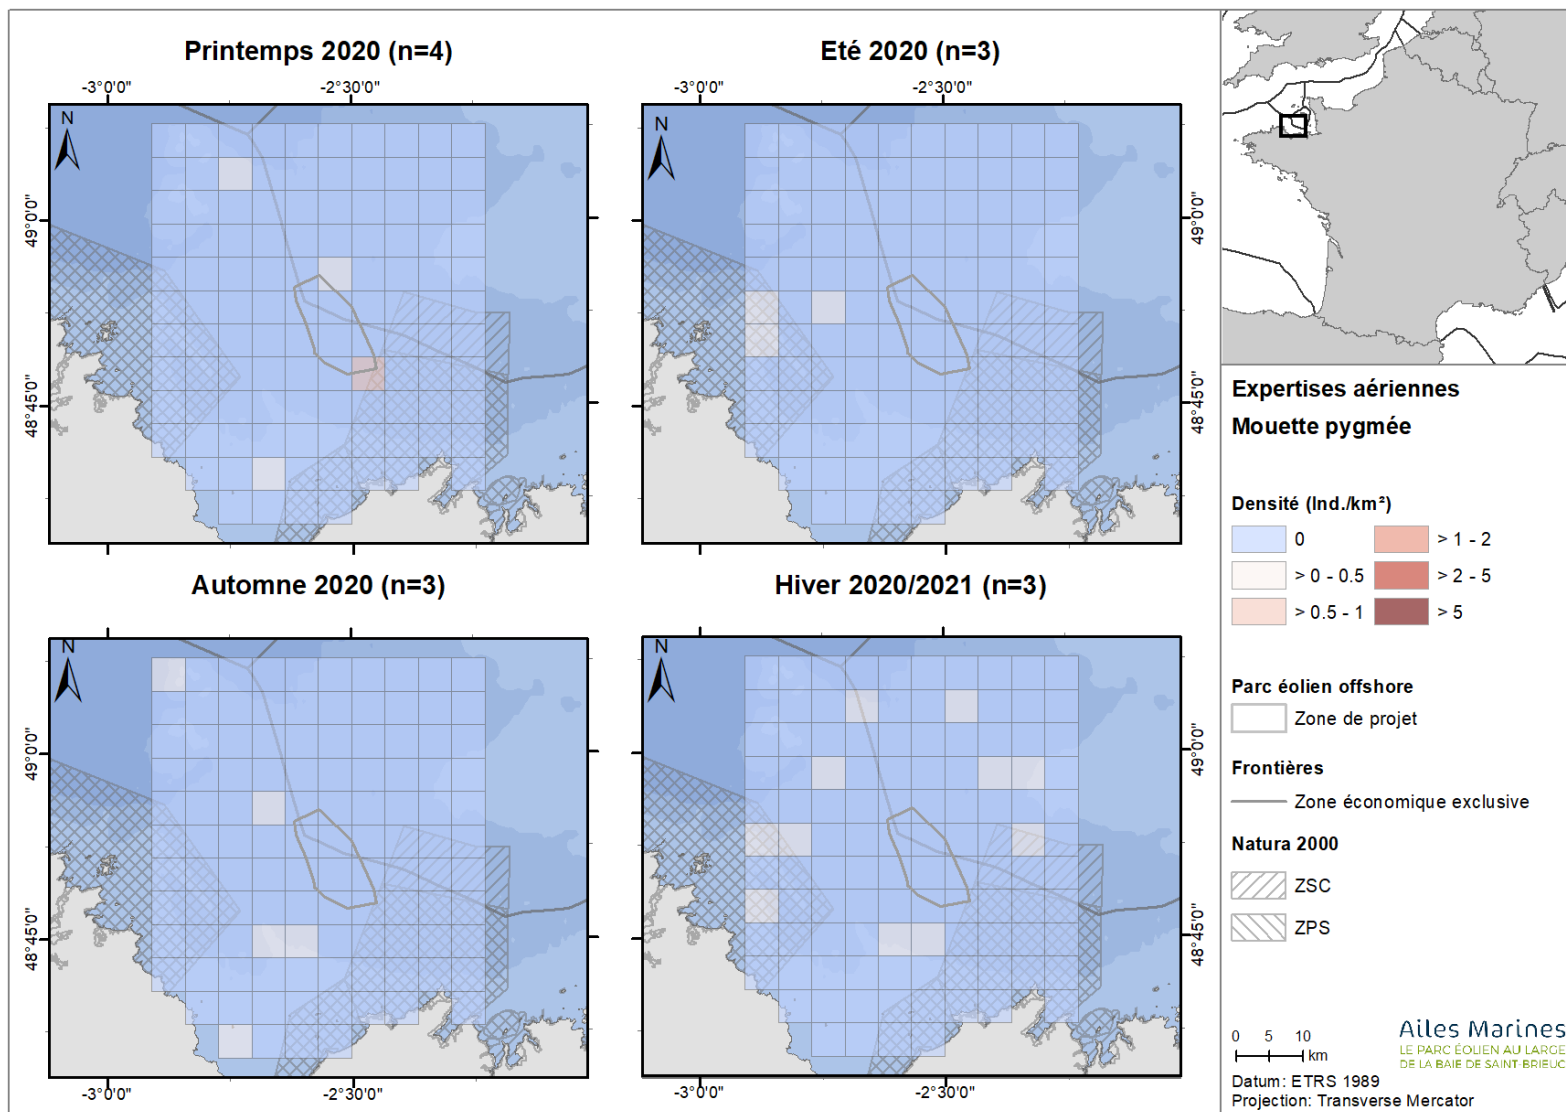 Printemps 2020 (n=4)
-3°0'0" -2°30'0"
N
49°0'0"
48°45'0"
Eté 2020 (n=3)
-3°0'0" -2°30'0"
N
49°0'0"
48°45'0"
Automne 2020 (n=3)
N
49°0'0"
48°45'0"
-3°0'0" -2°30'0"
Hiver 2020/2021 (n=3)
N
49°0'0"
48°45'0"
-3°0'0" -2°30'0"
Expertises aériennes
Mouette pygmée
Densité (Ind./km²)
0 > 1 - 2
> 0 - 0.5 > 2 - 5
> 0.5 - 1 > 5
Parc éolien offshore
Zone de projet
Frontières
Zone économique exclusive
Natura 2000
ZSC
ZPS
0 5 10
km
Datum: ETRS 1989
Projection: Transverse Mercator
Ailes Marines
LE PARC ÉOLIEN AU LARGE
DE LA BAIE DE SAINT-BRIEUC